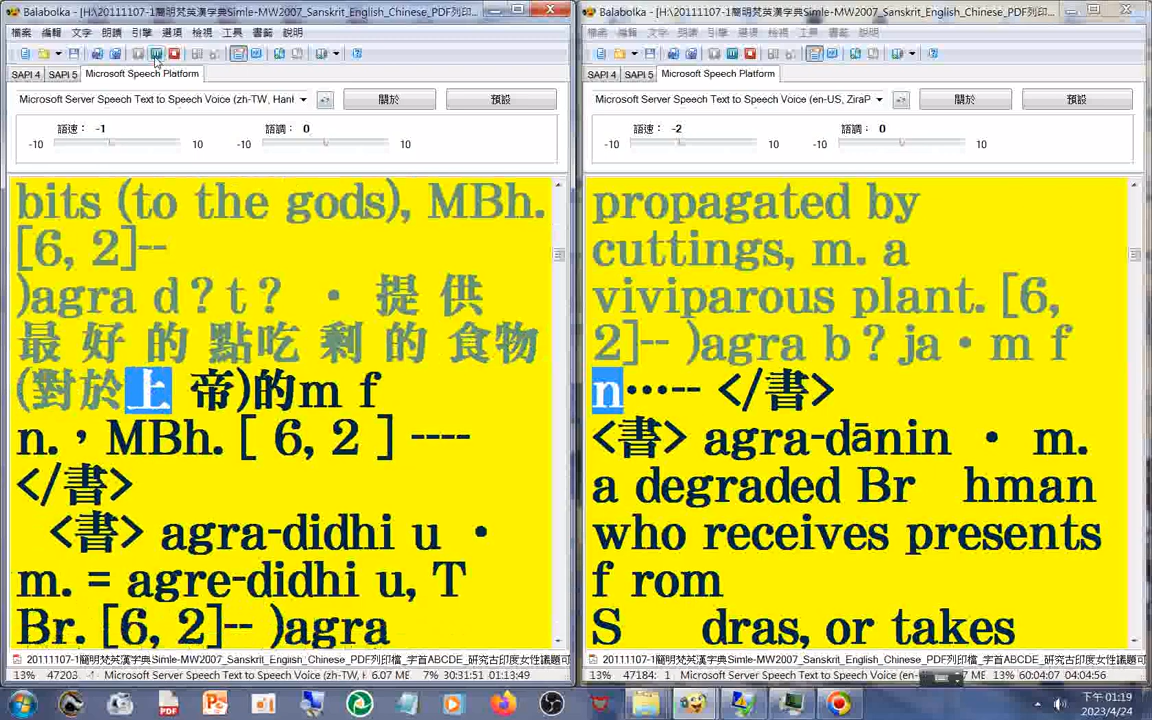 Balabolka - [H:\20111107-1簡明梵英漢字典Simle-MW2007_Sanskrit_English_Chinese_PDF列印...
檔案 編輯 文字 朗讀 引擎 選項 檢視 工具 書籤 說明
SAPI 4 SAPI 5 Microsoft Speech Platform
Microsoft Server Speech Text to Speech Voice (zh-TW, Hanl
關於 預設
語速： -1 語調： 0
-10 10 -10 10
bits (to the gods), MBh.
[6, 2]--
)agra d？t？ • 提 供
最 好 的 點吃 剩 的 食物
(對於上 帝)的m f
n.，MBh. [ 6, 2 ] ----
</書>
<書> agra-didhi u •
m. = agre-didhi u, T
Br. [6, 2]-- )agra
20111107-1簡明梵英漢字典Simle-MW2007_Sanskrit_English_Chinese_PDF列印檔_字首ABCDE_研究古印度女性議題可
13% 47203: Microsoft Server Speech Text to Speech Voice (zh-TW, H 6.07 ME 7% 30:31:51 01:13:49
Balabolka - [H:\20111107-1簡明梵英漢字典Simle-MW2007_Sanskrit_English_Chinese_PDF列印...
檔案 編輯 文字 朗讀 引擎 選項 檢視 工具 書籤 說明
SAPI 4 SAPI 5 Microsoft Speech Platform
Microsoft Server Speech Text to Speech Voice (en-US, ZiraP
關於 預設
語速： -2 語調： 0
-10 10 -10 10
propagated by
cuttings, m. a
viviparous plant. [6,
2]-- )agra b？ja • m f
n…-- </書>
<書> agra-dānin • m.
a degraded Br hman
who receives presents
f rom
S dras, or takes
20111107-1簡明梵英漢字典Simle-MW2007_Sanskrit_English_Chinese_PDF列印檔_字首ABCDE_研究古印度女性議題可
13% 47184: 1 Microsoft Server Speech Text to Speech Voice 13% 60:04:07 04:04:56
下午 01:19
2023/4/24